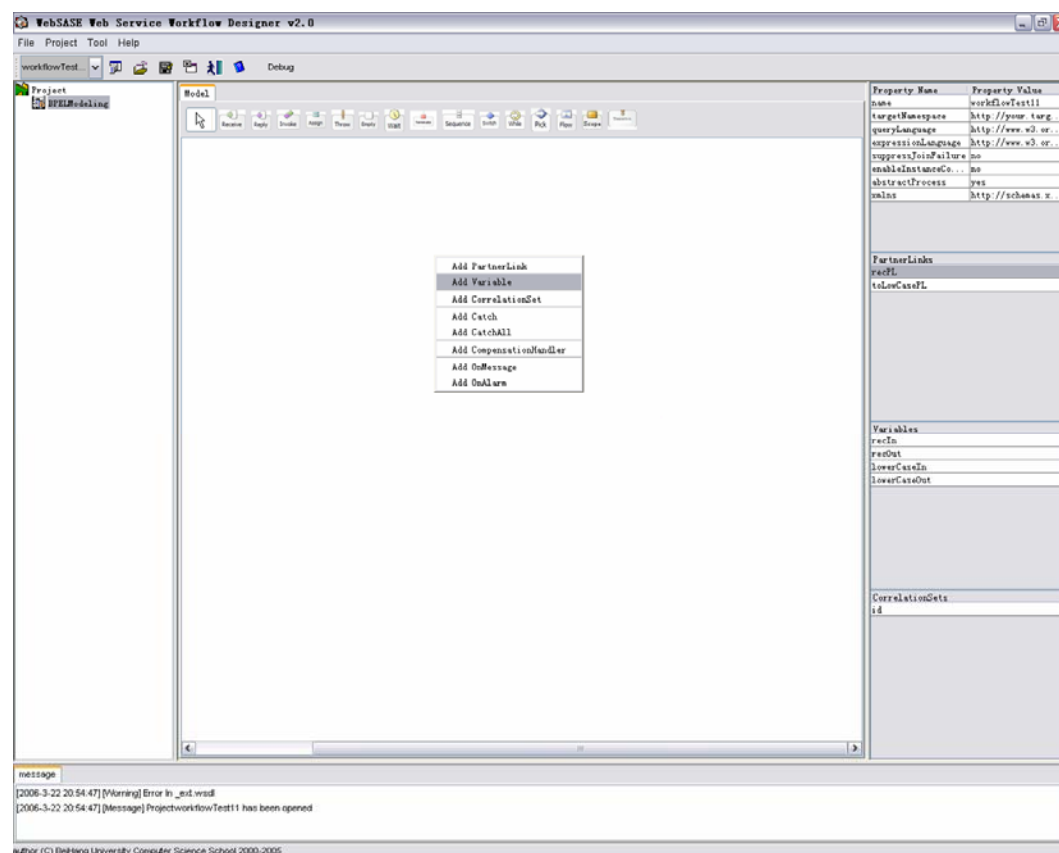 WebSASE Web Service Workflow Designer v2.0
File Project Tool Help
workflowTest... Debug
Project
BPELModeling
Model
Receive Reply Invoke Assign Throw Empty Wait Sequence Switch While Pick Flow Scope
Add PartnerLink
Add Variable
Add CorrelationSet
Add Catch
Add CatchAll
Add CompensationHandler
Add OnMessage
Add OnAlarm
Property Name Property Value
name workflowTest11
targetNamespace http://your.targ...
queryLanguage http://www.w3.or...
expressionLanguage http://www.w3.or...
suppressJoinFailure no
enableInstanceCo... no
abstractProcess yes
xmlns http://schemas.x...
PartnerLinks
recPL
toLowCasePL
Variables
recIn
recOut
lowerCaseIn
lowerCaseOut
CorrelationSets
id
message
[2006-3-22 20:54:47] [Warning] Error In _ext.wsdl
[2006-3-22 20:54:47] [Message] ProjectworkflowTest11 has been opened
author (C) BeiHang University Computer Science School 2000-2005